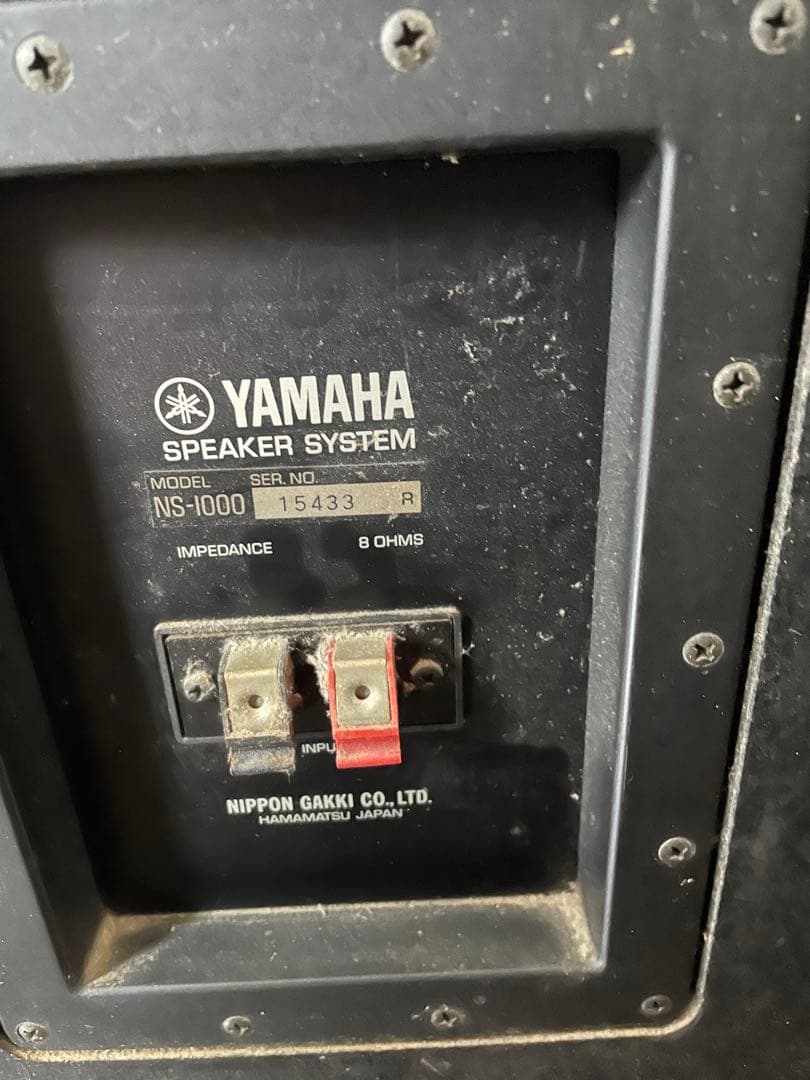 YAMAHA
SPEAKER SYSTEM
MODEL SER. NO.
NS-1000 15433 R
IMPEDANCE 8 OHMS
NIPPON GAKKI CO., LTD.
HAMAMATSU JAPAN